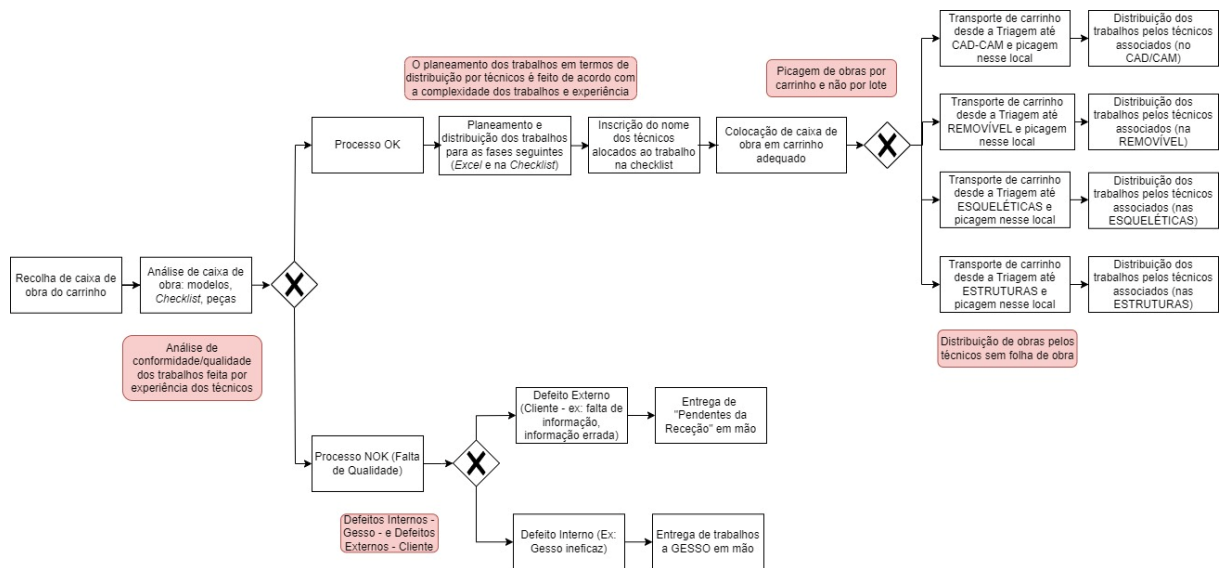 Transporte de carrinho
desde a Triagem até
CAD-CAM e picagem
nesse local
Distribuição dos
trabalhos pelos técnicos
associados (no
CAD/CAM)
O planeamento dos trabalhos em termos de
distribuição por técnicos é feito de acordo com
a complexidade dos trabalhos e experiência
Picagem de obras por
carrinho e não por lote
Transporte de carrinho
desde a Triagem até
REMOVÍVEL e picagem
nesse local
Distribuição dos
trabalhos pelos técnicos
associados (na
REMOVÍVEL)
Processo OK
Planeamento e
distribuição dos trabalhos
para as fases seguintes
(Excel e na Checklist)
Inscrição do nome
dos técnicos
alocados ao trabalho
na checklist
Colocação de caixa de
obra em carrinho
adequado
Transporte de carrinho
desde a Triagem até
ESQUELÉTICAS e
picagem nesse local
Distribuição dos
trabalhos pelos técnicos
associados (nas
ESQUELÉTICAS)
Recolha de caixa de
obra do carrinho
Análise de caixa de
obra: modelos,
Checklist, peças
Transporte de carrinho
desde a Triagem até
ESTRUTURAS e
picagem nesse local
Distribuição dos
trabalhos pelos técnicos
associados (nas
ESTRUTURAS)
Análise de
conformidade/qualidade
dos trabalhos feita por
experiência dos técnicos
Distribuição de obras pelos
técnicos sem folha de obra
Processo NOK (Falta
de Qualidade)
Defeito Externo
(Cliente - ex: falta de
informação,
informação errada)
Entrega de
"Pendentes da
Receção" em mão
Defeitos Internos -
Gesso - e Defeitos
Externos - Cliente
Defeito Interno (Ex:
Gesso ineficaz)
Entrega de trabalhos
a GESSO em mão